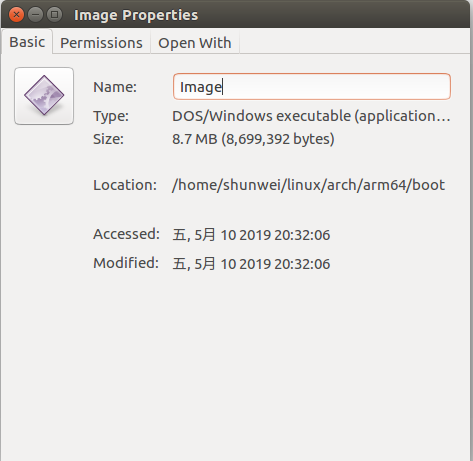 Image Properties
Basic Permissions Open With
Name: Image
Type: DOS/Windows executable (application...
Size: 8.7 MB (8,699,392 bytes)
Location: /home/shunwei/linux/arch/arm64/boot
Accessed: 五, 5月 10 2019 20:32:06
Modified: 五, 5月 10 2019 20:32:06